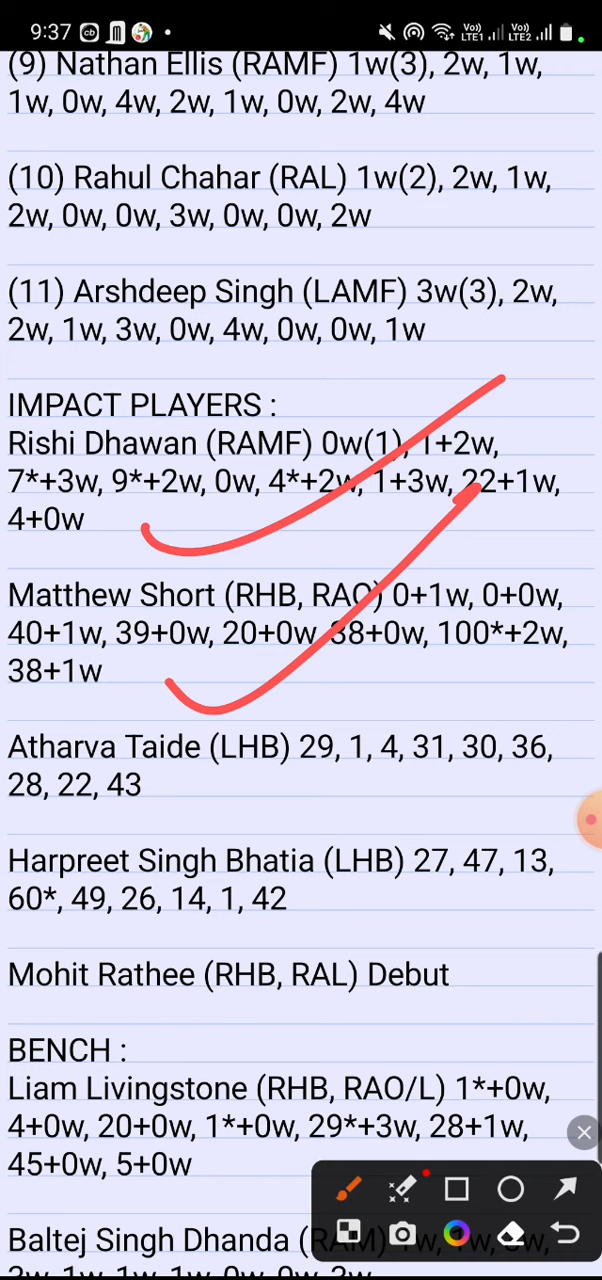 9:37
Vo)) LTE1 Vo)) LTE2
(9) Nathan Ellis (RAMF) 1w(3), 2w, 1w,
1w, 0w, 4w, 2w, 1w, 0w, 2w, 4w
(10) Rahul Chahar (RAL) 1w(2), 2w, 1w,
2w, 0w, 0w, 3w, 0w, 0w, 2w
(11) Arshdeep Singh (LAMF) 3w(3), 2w,
2w, 1w, 3w, 0w, 4w, 0w, 0w, 1w
IMPACT PLAYERS :
Rishi Dhawan (RAMF) 0w(1), 1+2w,
7*+3w, 9*+2w, 0w, 4*+2w, 1+3w, 22+1w,
4+0w
Matthew Short (RHB, RAO) 0+1w, 0+0w,
40+1w, 39+0w, 20+0w, 38+0w, 100*+2w,
38+1w
Atharva Taide (LHB) 29, 1, 4, 31, 30, 36,
28, 22, 43
Harpreet Singh Bhatia (LHB) 27, 47, 13,
60*, 49, 26, 14, 1, 42
Mohit Rathee (RHB, RAL) Debut
BENCH :
Liam Livingstone (RHB, RAO/L) 1*+0w,
4+0w, 20+0w, 1*+0w, 29*+3w, 28+1w,
45+0w, 5+0w
Baltej Singh Dhanda (RAM)